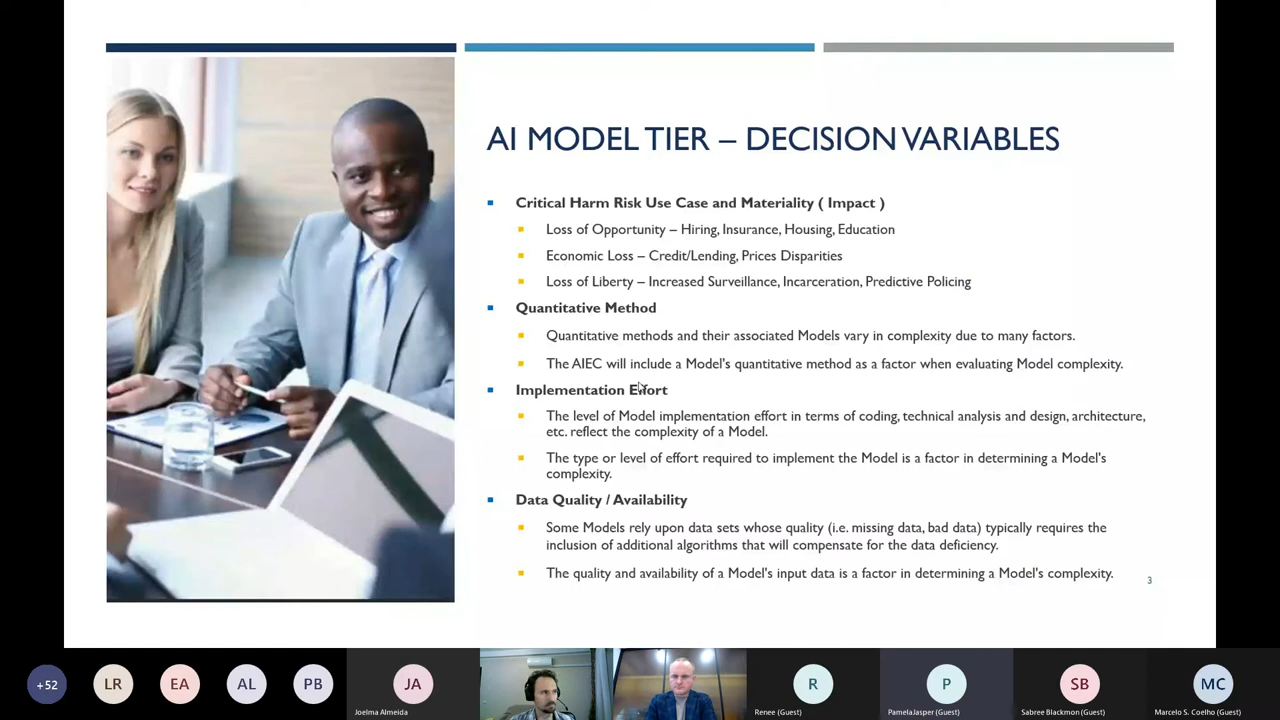 AI MODEL TIER – DECISION VARIABLES
Critical Harm Risk Use Case and Materiality ( Impact )
Loss of Opportunity – Hiring, Insurance, Housing, Education
Economic Loss – Credit/Lending, Prices Disparities
Loss of Liberty – Increased Surveillance, Incarceration, Predictive Policing
Quantitative Method
Quantitative methods and their associated Models vary in complexity due to many factors.
The AIEC will include a Model's quantitative method as a factor when evaluating Model complexity.
Implementation Effort
The level of Model implementation effort in terms of coding, technical analysis and design, architecture,
etc. reflect the complexity of a Model.
The type or level of effort required to implement the Model is a factor in determining a Model's
complexity.
Data Quality / Availability
Some Models rely upon data sets whose quality (i.e. missing data, bad data) typically requires the
inclusion of additional algorithms that will compensate for the data deficiency.
The quality and availability of a Model's input data is a factor in determining a Model's complexity.
3
+52
LR
EA
AL
PB
JA
Joelma Almeida
R
Renee (Guest)
P
PamelaJasper (Guest)
SB
Sabree Blackmon (Guest)
MC
Marcelo S. Coelho (Guest)